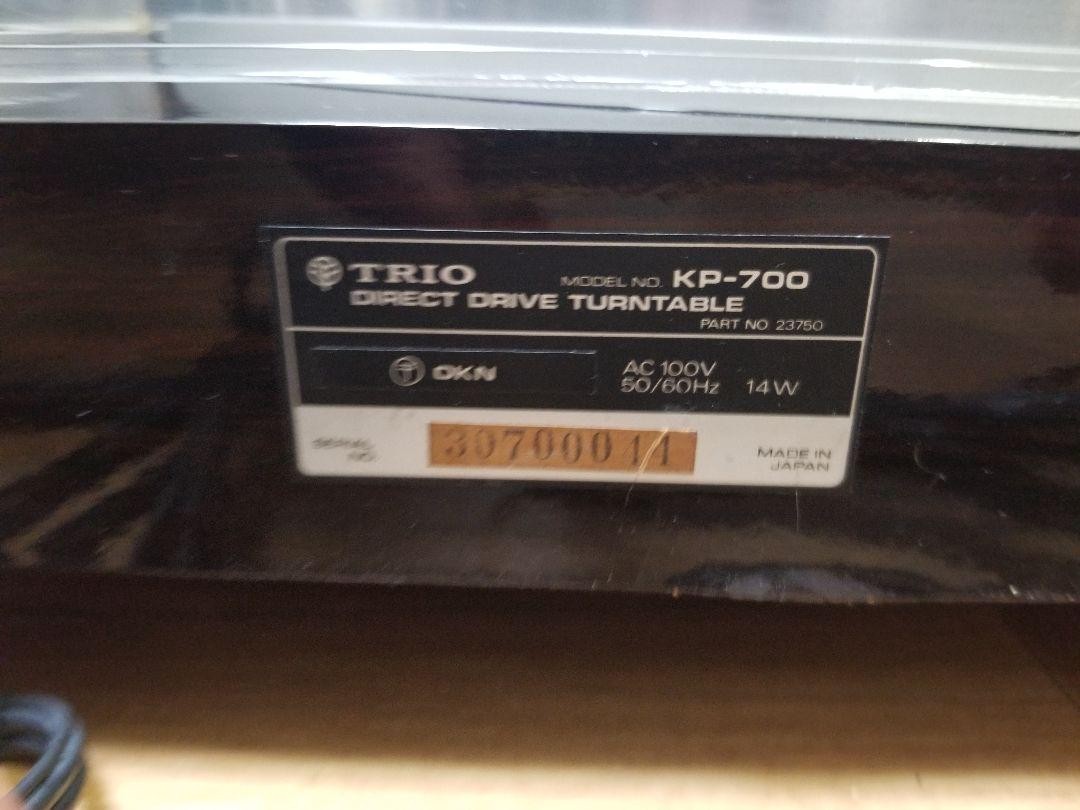 TRIO MODEL NO. KP-700
DIRECT DRIVE TURNTABLE
PART NO 23750
OKN AC 100V
50/60Hz 14W
SERIAL
NO.
30700044
MADE IN
JAPAN